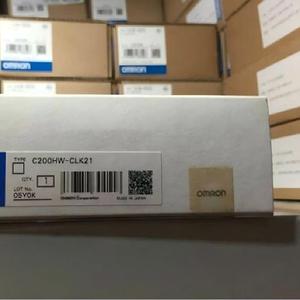 OMRON
TYPE C200HW-CLK21
QTY. 1
LOT No.
05Y0K
OMRON Corporation
MADE IN JAPAN
OMRON